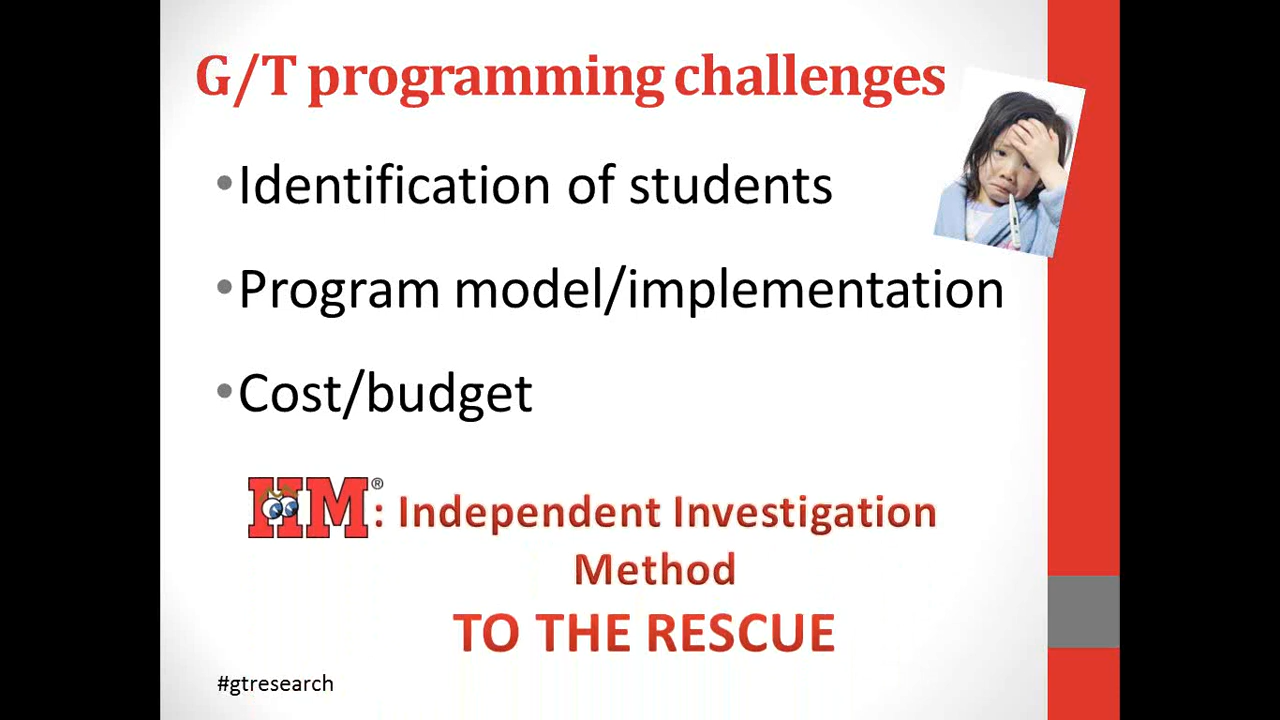 G/T programming challenges
•Identification of students
•Program model/implementation
•Cost/budget
IIM®: Independent Investigation
Method
TO THE RESCUE
#gtresearch